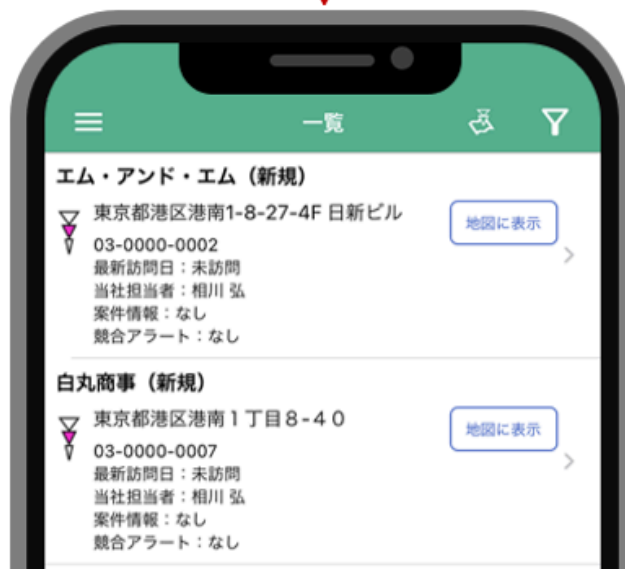 一覧
エム・アンド・エム（新規）
東京都港区港南1-8-27-4F 日新ビル
地図に表示
03-0000-0002
最新訪問日：未訪問
当社担当者：相川 弘
案件情報：なし
競合アラート：なし
白丸商事（新規）
東京都港区港南１丁目８-４０
地図に表示
03-0000-0007
最新訪問日：未訪問
当社担当者：相川 弘
案件情報：なし
競合アラート：なし